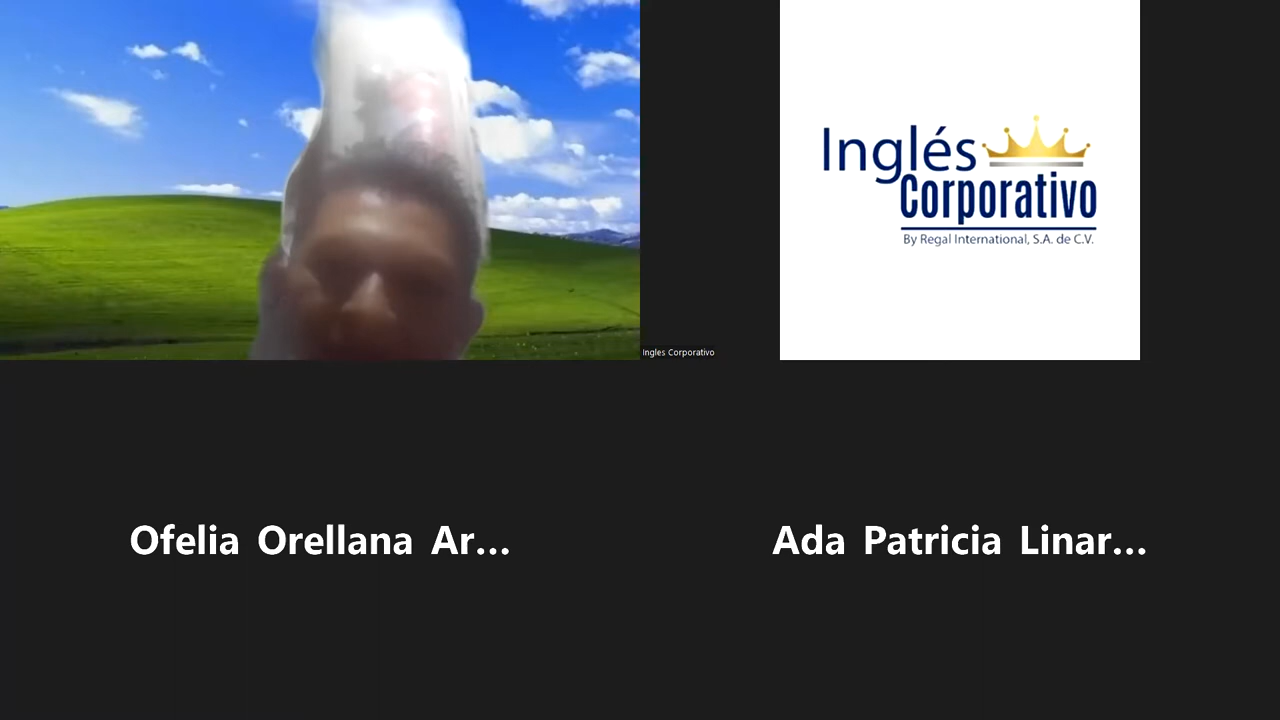 Inglés
Corporativo
By Regal International, S.A. de C.V.
Ingles Corporativo
Ofelia Orellana Ar...
Ada Patricia Linar...